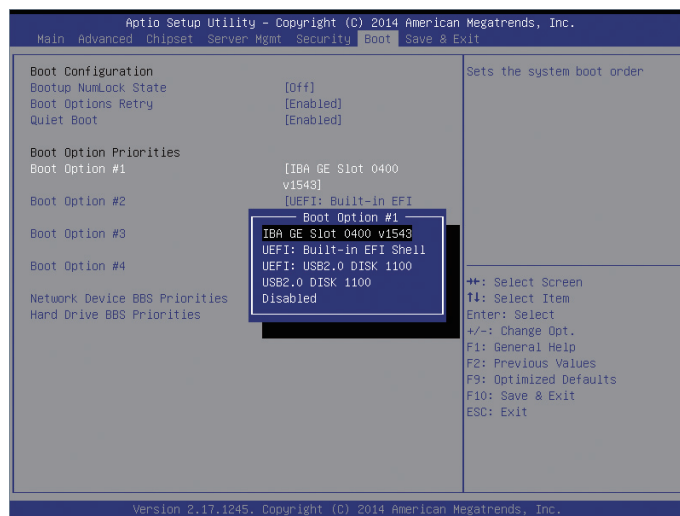 Aptio Setup Utility – Copyright (C) 2014 American Megatrends, Inc.
Main Advanced Chipset Server Mgmt Security Boot Save & Exit
Boot Configuration
Bootup NumLock State [Off]
Boot Options Retry [Enabled]
Quiet Boot [Enabled]
Boot Option Priorities
Boot Option #1 [IBA GE Slot 0400
v1543]
Boot Option #2 [UEFI: Built-in EFI
Boot Option #3
Boot Option #4
Network Device BBS Priorities
Hard Drive BBS Priorities
Boot Option #1
IBA GE Slot 0400 v1543
UEFI: Built-in EFI Shell
UEFI: USB2.0 DISK 1100
USB2.0 DISK 1100
Disabled
Sets the system boot order
→←: Select Screen
↑↓: Select Item
Enter: Select
+/-: Change Opt.
F1: General Help
F2: Previous Values
F9: Optimized Defaults
F10: Save & Exit
ESC: Exit
Version 2.17.1245. Copyright (C) 2014 American Megatrends, Inc.